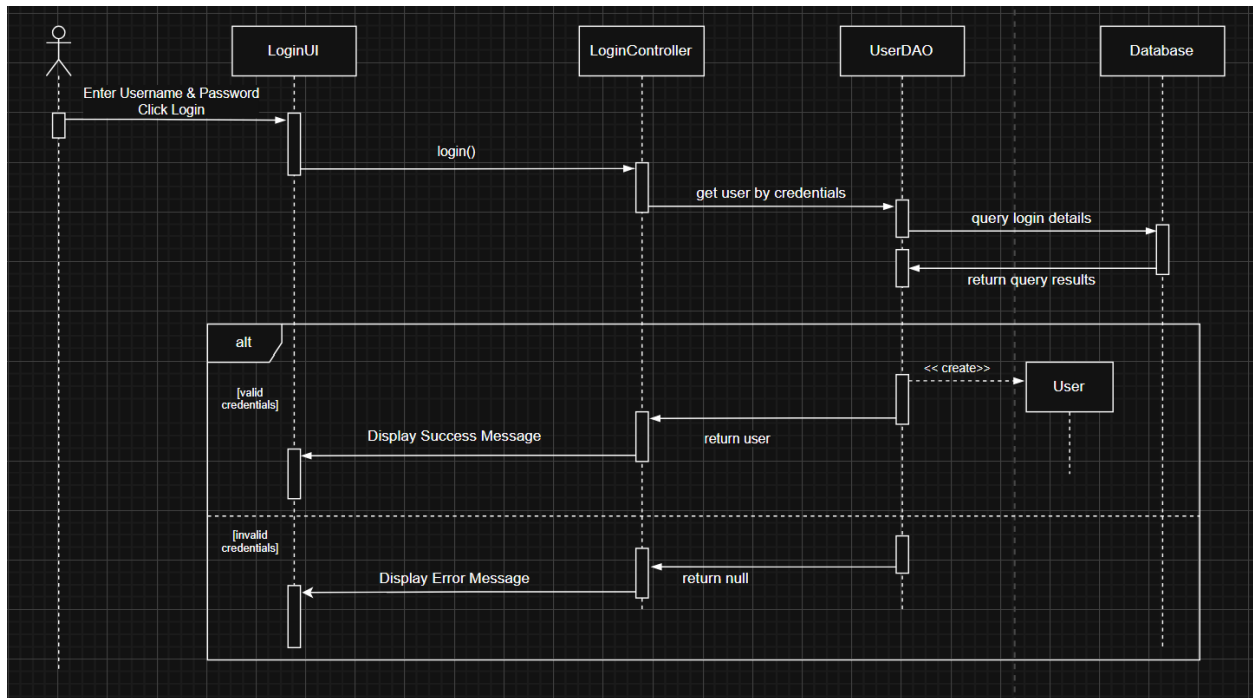 LoginUI
LoginController
UserDAO
Database
Enter Username & Password
Click Login
login()
get user by credentials
query login details
return query results
alt
[valid
credentials]
<< create>>
User
return user
Display Success Message
[invalid
credentials]
return null
Display Error Message